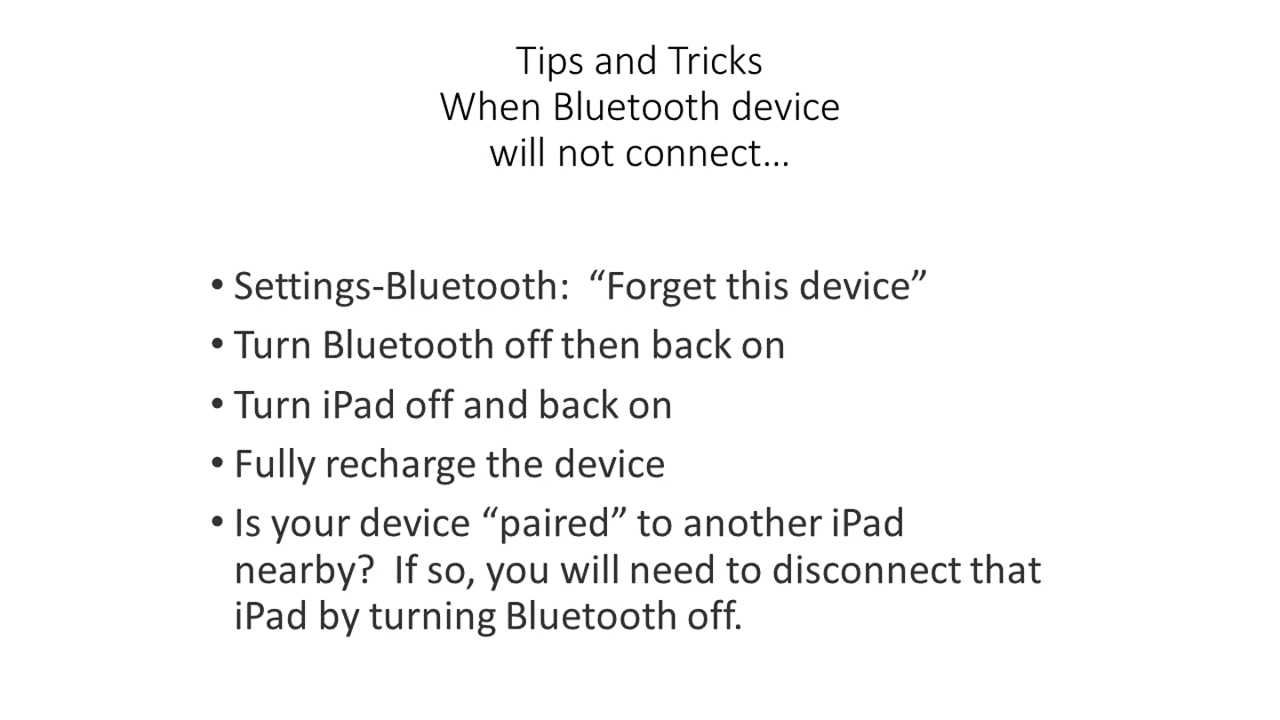 Tips and Tricks
When Bluetooth device
will not connect…
• Settings-Bluetooth:  “Forget this device”
• Turn Bluetooth off then back on
• Turn iPad off and back on
• Fully recharge the device
• Is your device “paired” to another iPad
nearby?  If so, you will need to disconnect that
iPad by turning Bluetooth off.